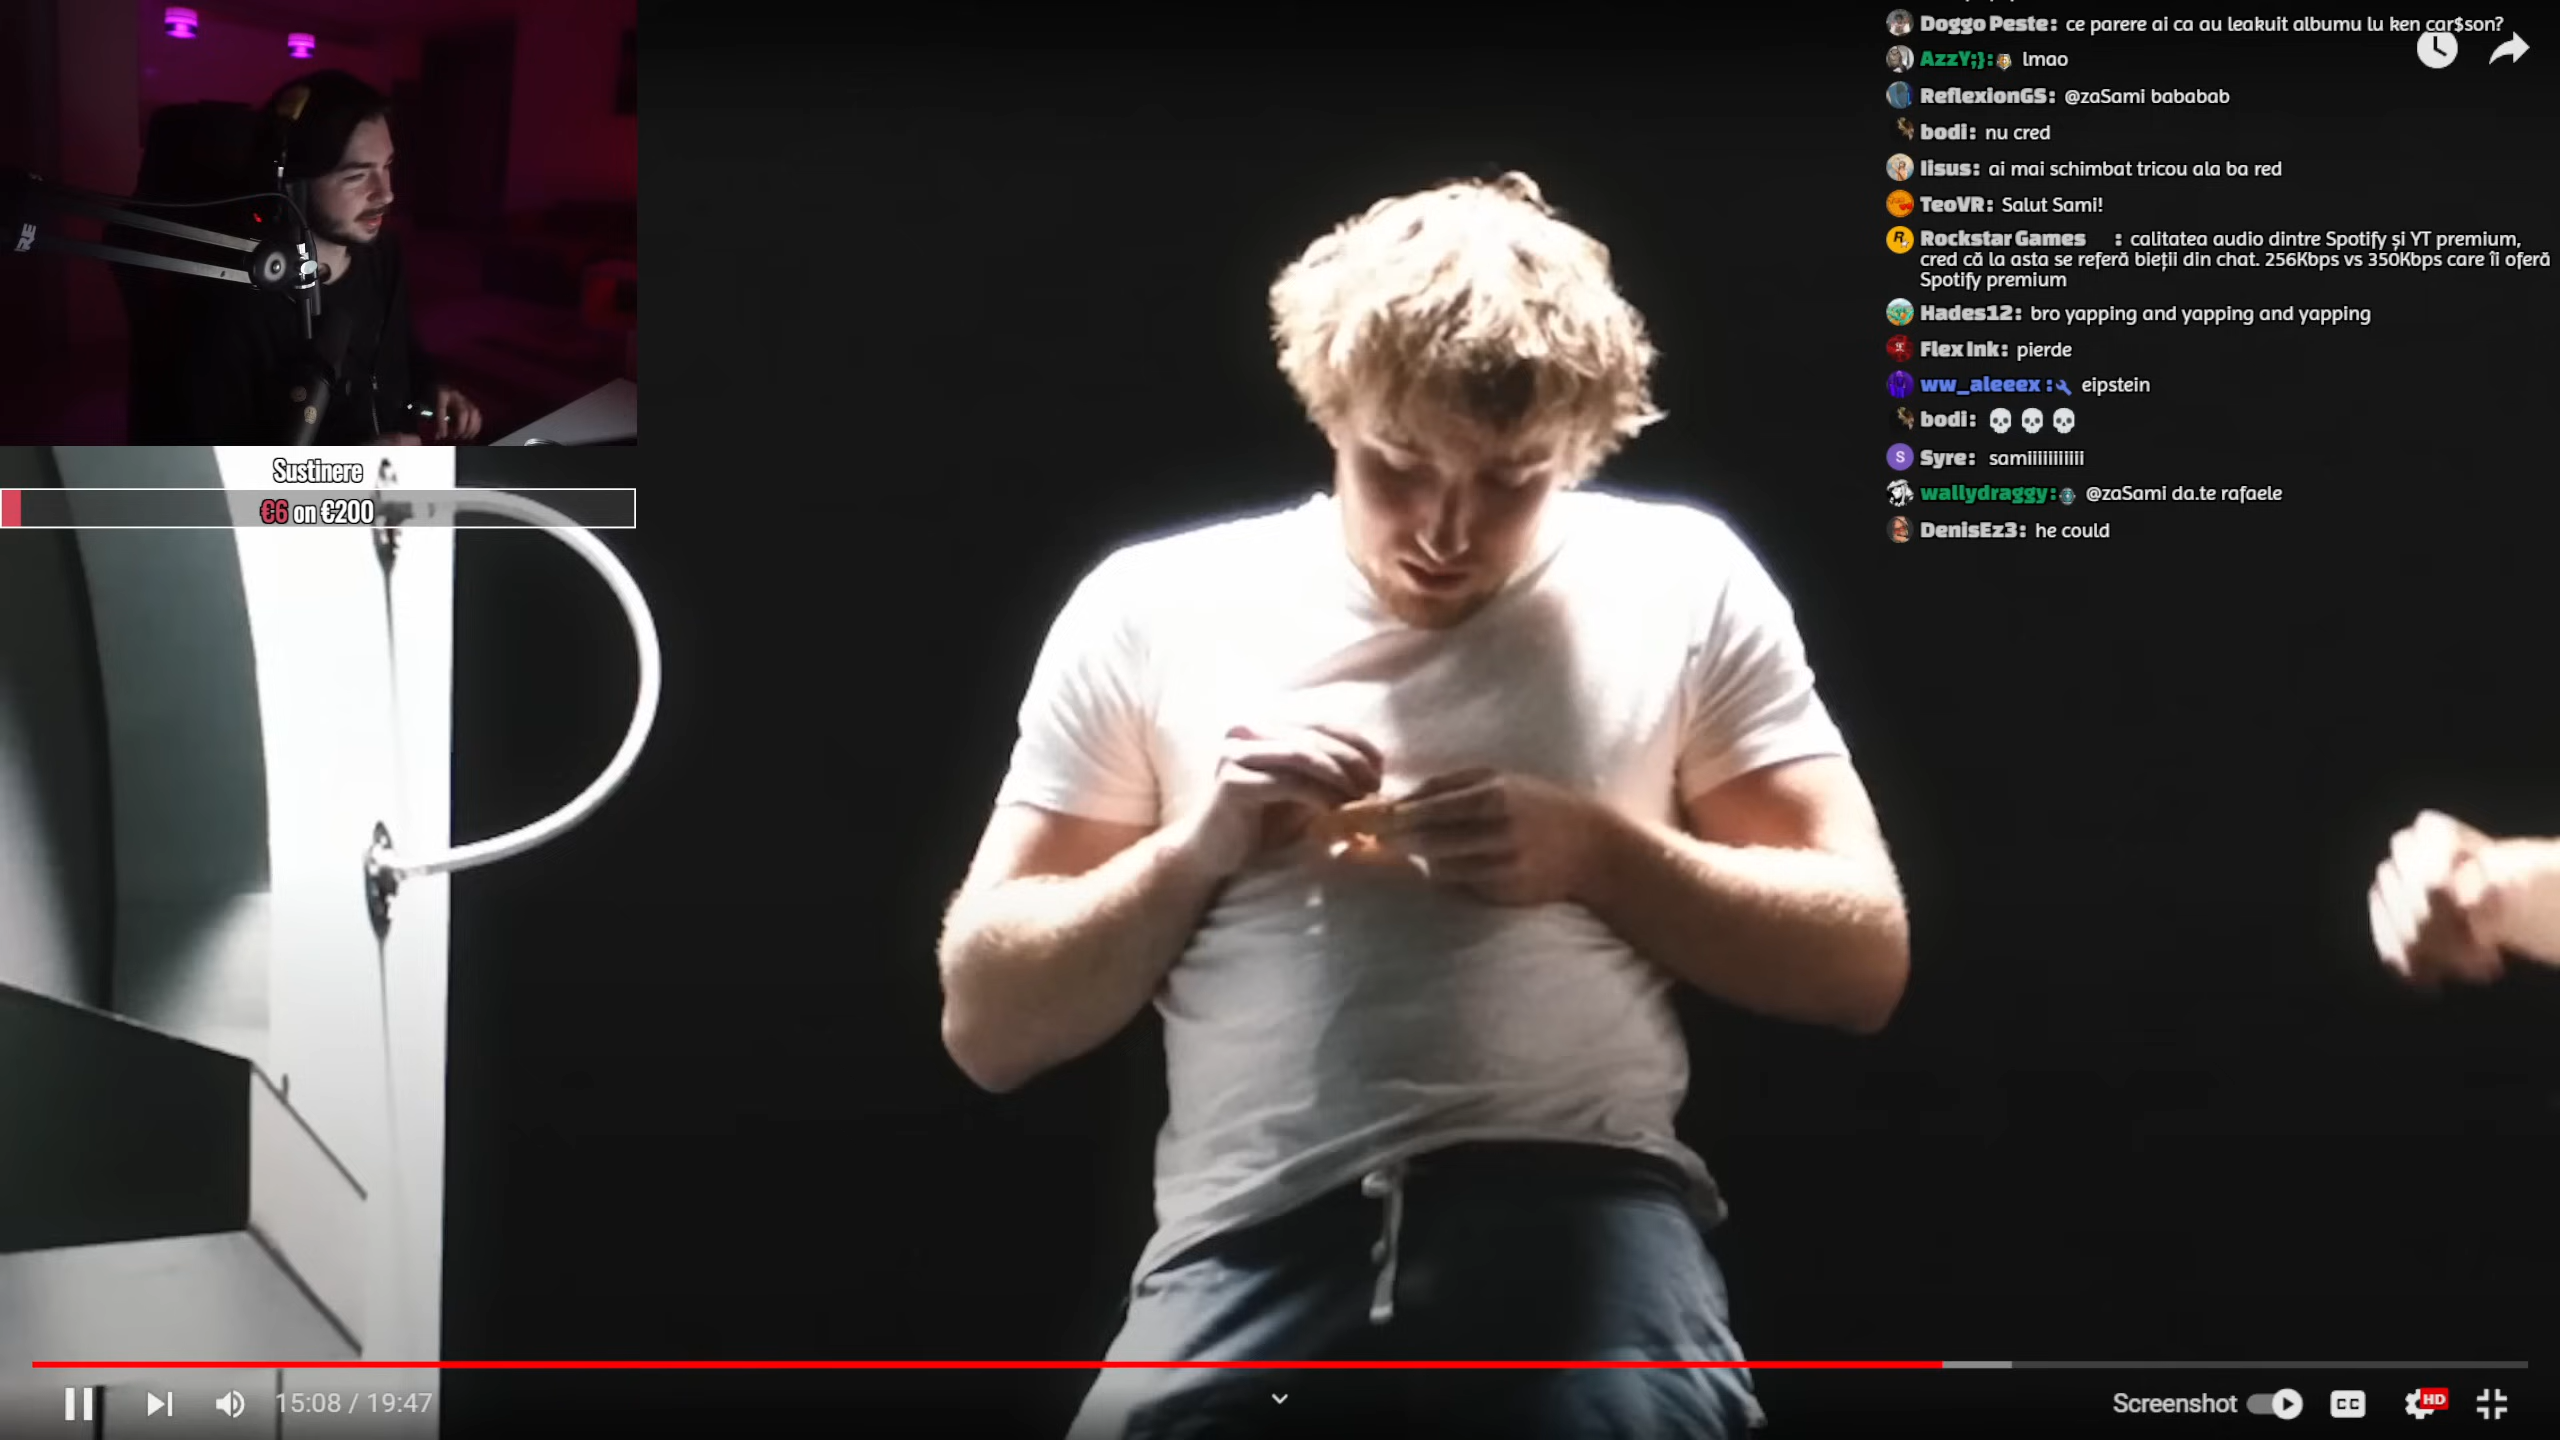 Doggo Peste: ce parere ai ca au leakuit albumu lu ken car$son?
AzzY;}: lmao
ReflexionGS: @zaSami bababab
bodi: nu cred
Iisus: ai mai schimbat tricou ala ba red
TeoVR: Salut Sami!
Rockstar Games : calitatea audio dintre Spotify și YT premium,
cred că la asta se referă bieții din chat. 256Kbps vs 350Kbps care îi oferă
Spotify premium
Hades12: bro yapping and yapping and yapping
Flex Ink: pierde
ww_aleeex : eipstein
bodi: 💀 💀 💀
S Syre: samiiiiiiiiiii
wallydraggy: @zaSami da.te rafaele
DenisEz3: he could
Sustinere
€6 on €200
15:08 / 19:47
Screenshot
CC
HD